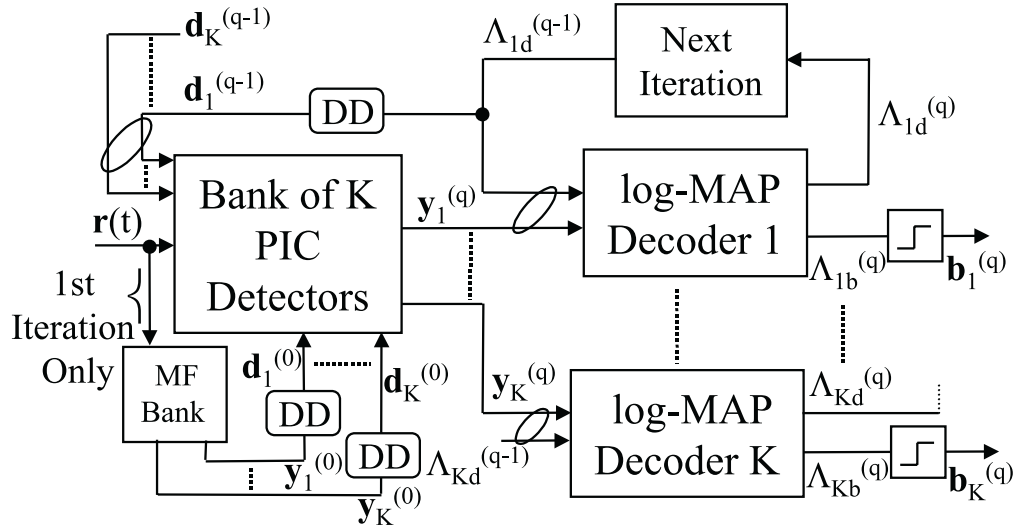 d_K^(q-1)
d_1^(q-1)
DD
Λ_1d^(q-1)
Next
Iteration
Λ_1d^(q)
r(t)
Bank of K
PIC
Detectors
y_1^(q)
log-MAP
Decoder 1
Λ_1b^(q)
b_1^(q)
1st
Iteration
Only
MF
Bank
d_1^(0)
d_K^(0)
DD
DD
y_1^(0)
y_K^(0)
y_K^(q)
Λ_Kd^(q-1)
log-MAP
Decoder K
Λ_Kd^(q)
Λ_Kb^(q)
b_K^(q)